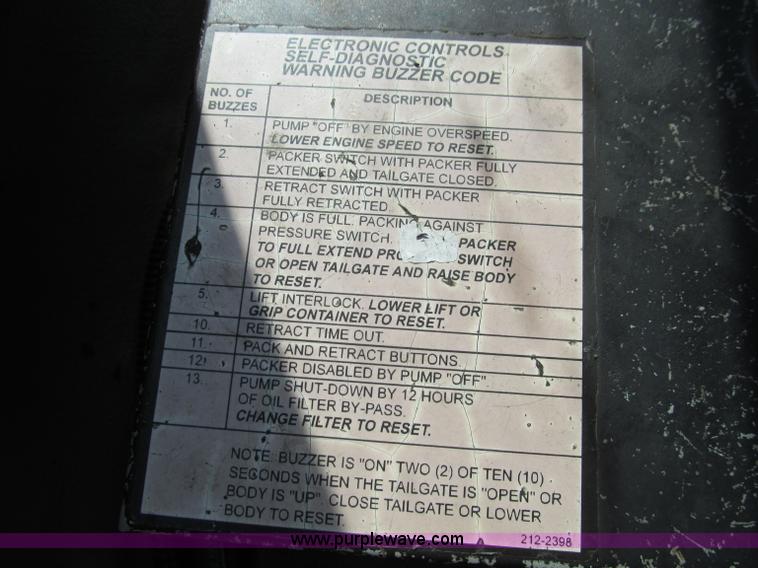 ELECTRONIC CONTROLS
SELF-DIAGNOSTIC
WARNING BUZZER CODE
NO. OF
BUZZES
DESCRIPTION
1. PUMP "OFF" BY ENGINE OVERSPEED.
LOWER ENGINE SPEED TO RESET.
2. PACKER SWITCH WITH PACKER FULLY
EXTENDED AND TAILGATE CLOSED.
3. RETRACT SWITCH WITH PACKER
FULLY RETRACTED.
4. BODY IS FULL. PACKING AGAINST
PRESSURE SWITCH. PACKER
TO FULL EXTEND SWITCH
OR OPEN TAILGATE AND RAISE BODY
TO RESET.
5. LIFT INTERLOCK. LOWER LIFT OR
GRIP CONTAINER TO RESET.
10. RETRACT TIME OUT.
11. PACK AND RETRACT BUTTONS.
12. PACKER DISABLED BY PUMP "OFF"
13. PUMP SHUT-DOWN BY 12 HOURS
OF OIL FILTER BY-PASS.
CHANGE FILTER TO RESET.
NOTE: BUZZER IS "ON" TWO (2) OF TEN (10)
SECONDS WHEN THE TAILGATE IS "OPEN" OR
BODY IS "UP". CLOSE TAILGATE OR LOWER
BODY TO RESET.
212-2398
www.purplewave.com